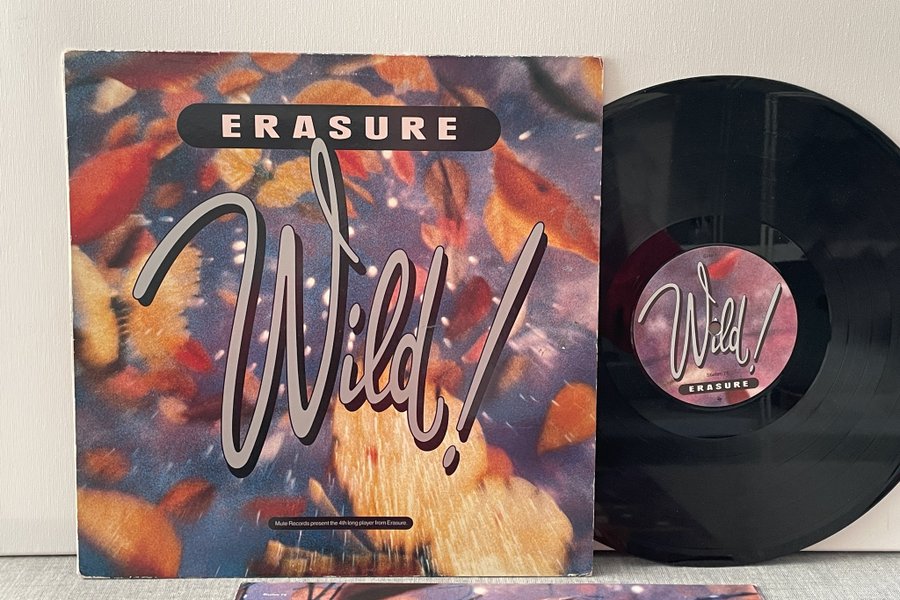 ERASURE
Wild!
Mute Records present the 4th long player from Erasure.
Wild!
ERASURE